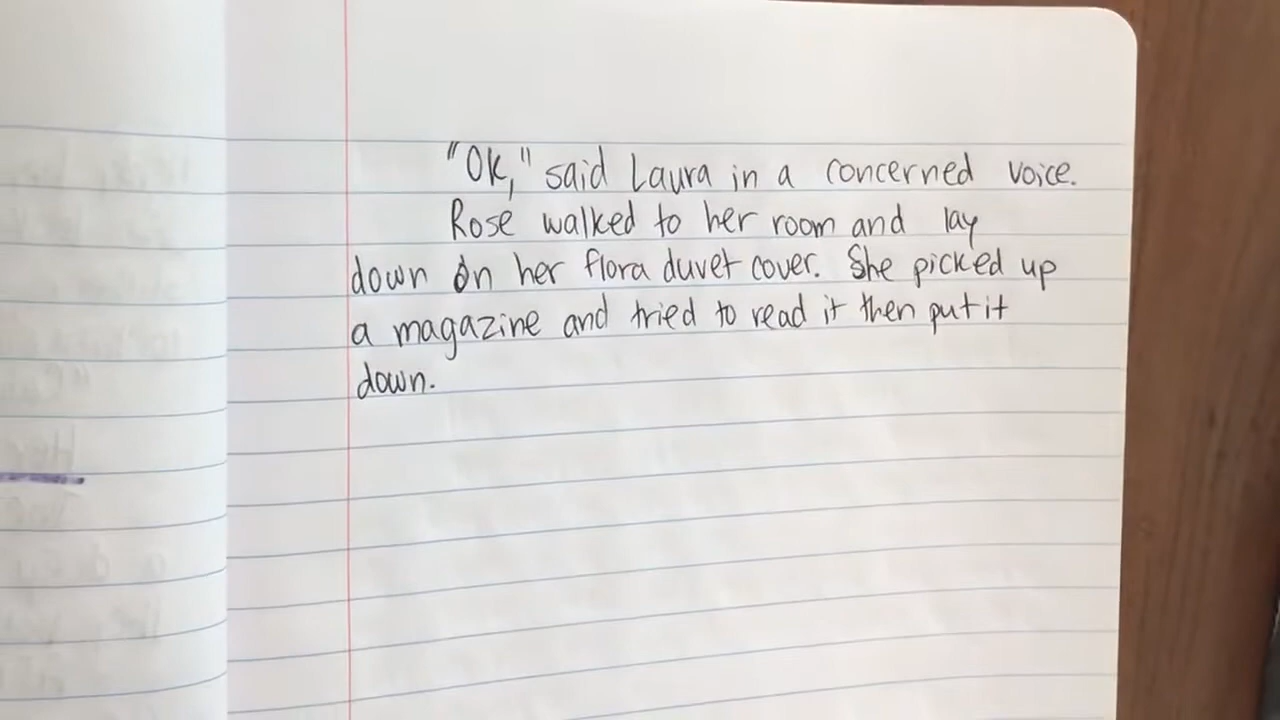 "Ok," said Laura in a concerned voice.
Rose walked to her room and lay
down on her flora duvet cover. She picked up
a magazine and tried to read it then put it
down.